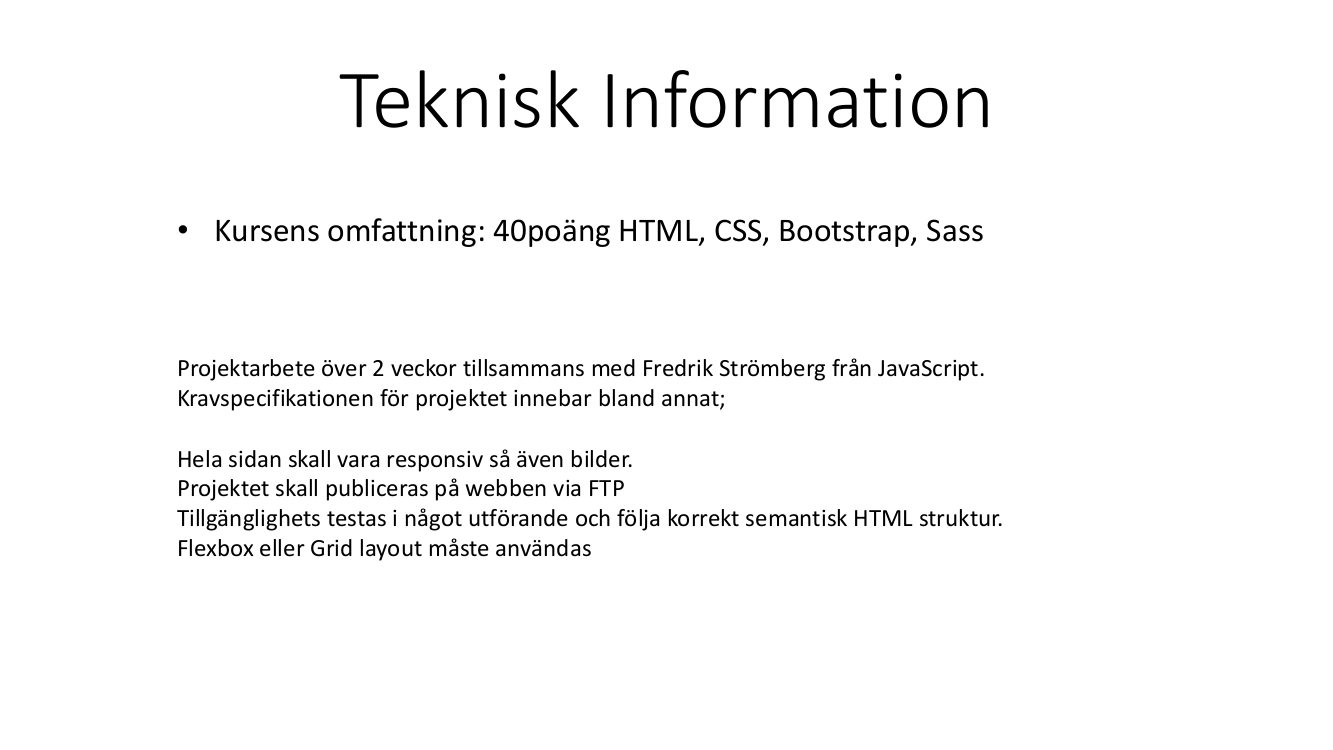 Teknisk Information
• Kursens omfattning: 40poäng HTML, CSS, Bootstrap, Sass
Projektarbete över 2 veckor tillsammans med Fredrik Strömberg från JavaScript.
Kravspecifikationen för projektet innebar bland annat;
Hela sidan skall vara responsiv så även bilder.
Projektet skall publiceras på webben via FTP
Tillgänglighets testas i något utförande och följa korrekt semantisk HTML struktur.
Flexbox eller Grid layout måste användas